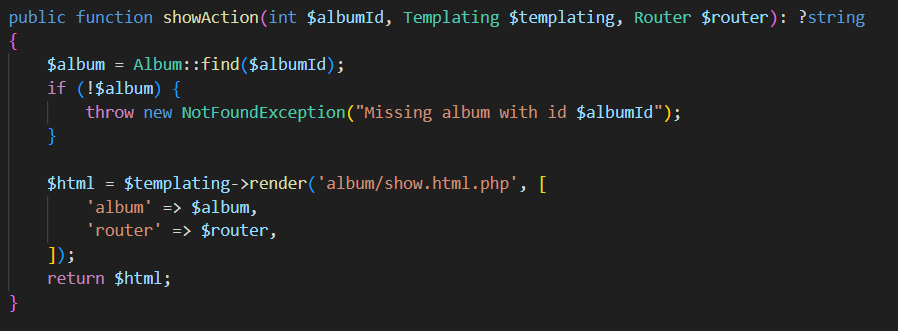 public function showAction(int $albumId, Templating $templating, Router $router): ?string
{
    $album = Album::find($albumId);
    if (!$album) {
        throw new NotFoundException("Missing album with id $albumId");
    }

    $html = $templating->render('album/show.html.php', [
        'album' => $album,
        'router' => $router,
    ]);
    return $html;
}